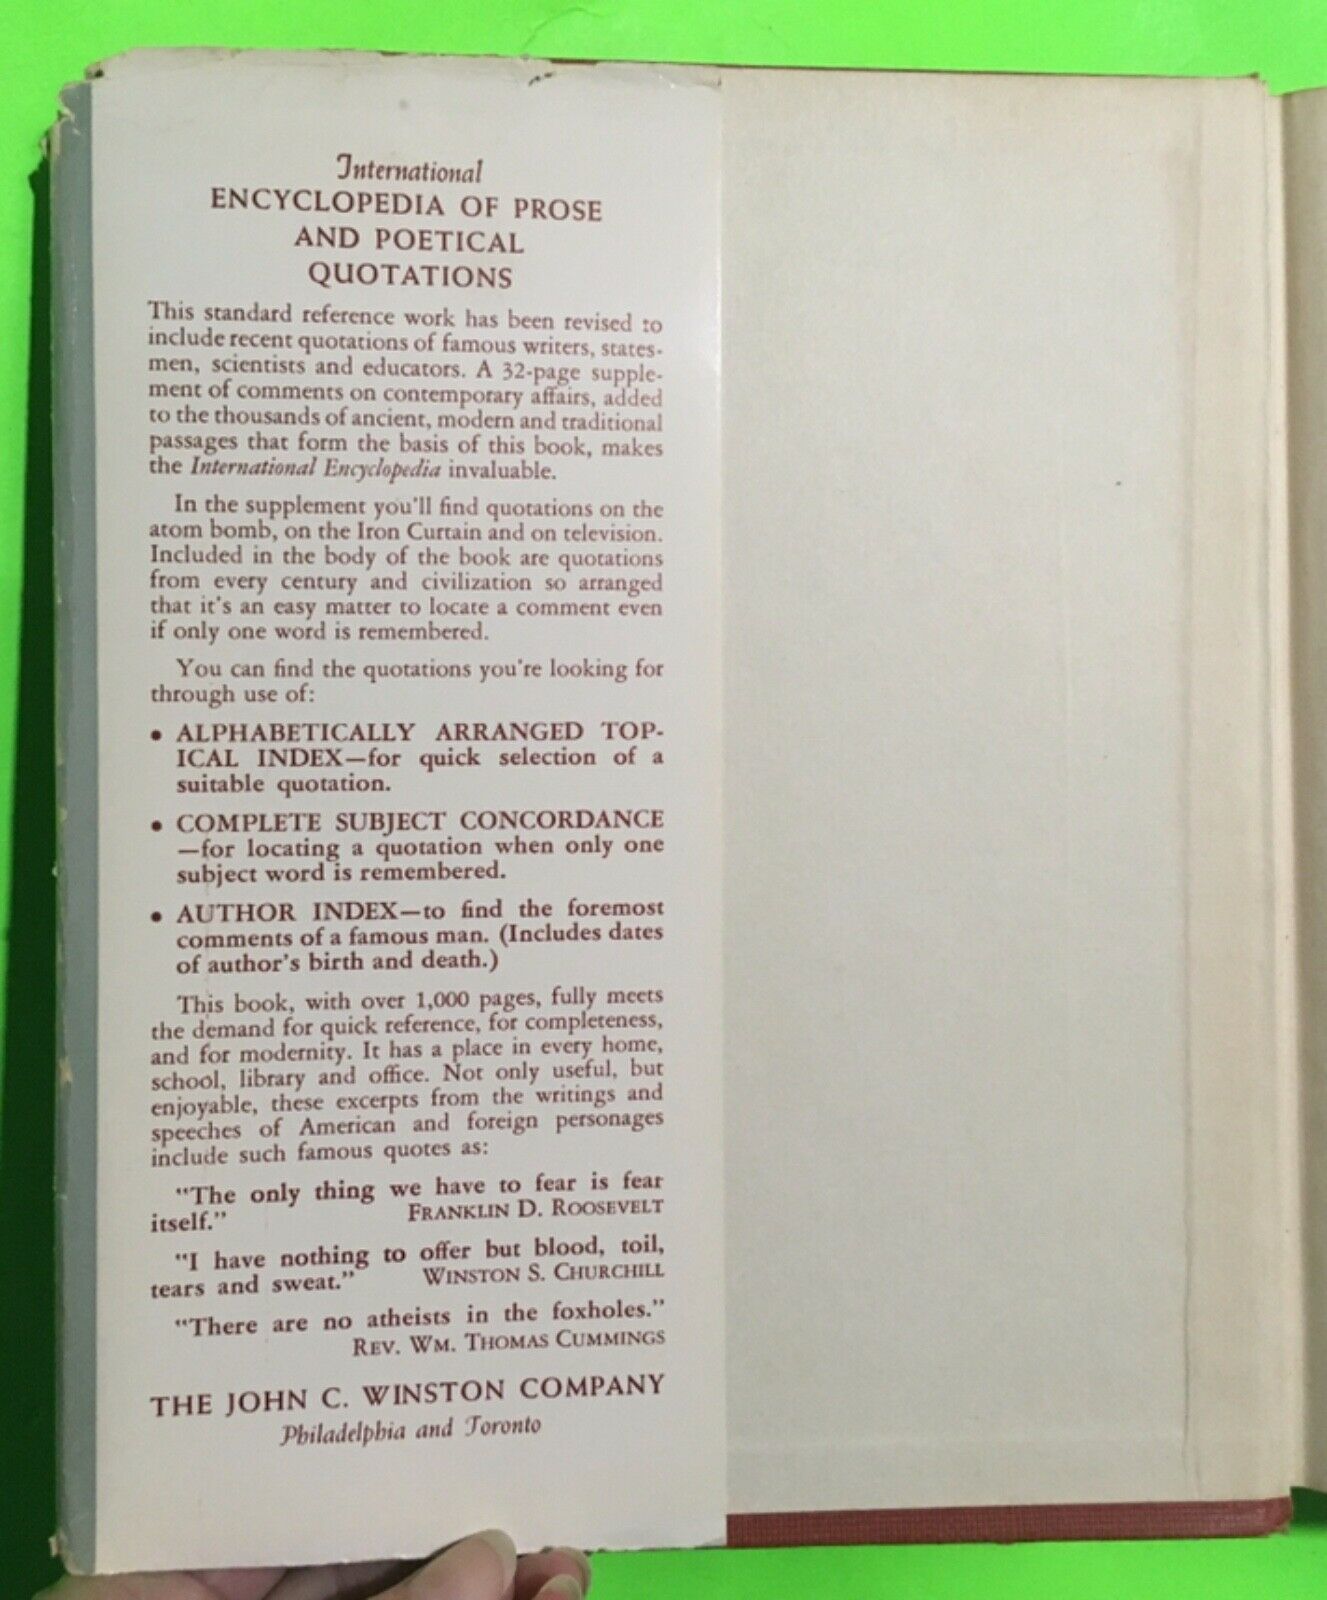 International
ENCYCLOPEDIA OF PROSE
AND POETICAL
QUOTATIONS
This standard reference work has been revised to
include recent quotations of famous writers, states-
men, scientists and educators. A 32-page supple-
ment of comments on contemporary affairs, added
to the thousands of ancient, modern and traditional
passages that form the basis of this book, makes
the International Encyclopedia invaluable.
In the supplement you'll find quotations on the
atom bomb, on the Iron Curtain and on television.
Included in the body of the book are quotations
from every century and civilization so arranged
that it's an easy matter to locate a comment even
if only one word is remembered.
You can find the quotations you're looking for
through use of:
• ALPHABETICALLY ARRANGED TOP-
ICAL INDEX—for quick selection of a
suitable quotation.
• COMPLETE SUBJECT CONCORDANCE
—for locating a quotation when only one
subject word is remembered.
• AUTHOR INDEX—to find the foremost
comments of a famous man. (Includes dates
of author's birth and death.)
This book, with over 1,000 pages, fully meets
the demand for quick reference, for completeness,
and for modernity. It has a place in every home,
school, library and office. Not only useful, but
enjoyable, these excerpts from the writings and
speeches of American and foreign personages
include such famous quotes as:
"The only thing we have to fear is fear
itself." FRANKLIN D. ROOSEVELT
"I have nothing to offer but blood, toil,
tears and sweat." WINSTON S. CHURCHILL
"There are no atheists in the foxholes."
REV. WM. THOMAS CUMMINGS
THE JOHN C. WINSTON COMPANY
Philadelphia and Toronto